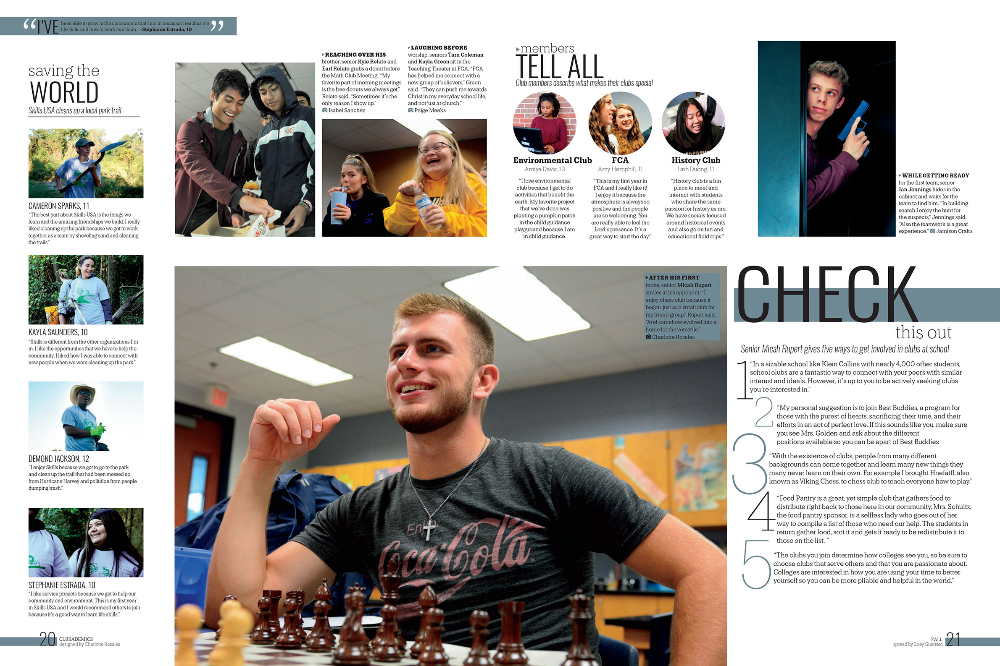 “I’VE been able to grow in the clubademic that I am in because it teaches me
life skills and how to work as a team. - Stephanie Estrada, 10”
saving the
WORLD
Skills USA cleans up a local park trail
CAMERON SPARKS, 11
“The best part about Skills USA is the things we
learn and the amazing friendships we build. I really
liked cleaning up the park because we got to work
together as a team by shoveling sand and cleaning
the trails.”
KAYLA SAUNDERS, 10
“Skills is different from the other organizations I’m
in. I like the opportunities that we have to help the
community. I liked how I was able to connect with
new people when we were cleaning up the park.”
DEMOND JACKSON, 12
“I enjoy Skills because we got to go to the park
and clean up the trail that had been messed up
from Hurricane Harvey and pollution from people
dumping trash.”
STEPHANIE ESTRADA, 10
“I like service projects because we get to help our
community and environment. This is my first year
in Skills USA and I would recommend others to join
because it’s a good way to learn life skills.”
20 CLUBADEMICS
designed by Charlotte Rosales
REACHING OVER HIS
brother, senior Kyle Relato and
Earl Relato grabs a donut before
the Math Club Meeting. “My
favorite part of morning meetings
is the free donuts we always get,”
Relato said. “Sometimes it’s the
only reason I show up.”
Isabel Sanchez
LAUGHING BEFORE
worship, seniors Tara Coleman
and Kayla Green sit in the
Teaching Theater at FCA. “FCA
has helped me connect with a
new group of believers,” Green
said. “They can push me towards
Christ in my everyday school life,
and not just at church.”
Paige Meeks
members
TELL ALL
Club members describe what makes their clubs special
Environmental Club
Amiya Davis, 12
“I love environmental
club because I get to do
activities that benefit the
earth. My favorite project
that we’ve done was
planting a pumpkin patch
in the child guidance
playground because I am
in child guidance.
FCA
Amy Hemphill, 11
“This is my first year in
FCA and I really like it!
I enjoy it because the
atmosphere is always so
positive and the people
are so welcoming. You
are really able to feel the
Lord’s presence. It’s a
great way to start the day.”
History Club
Linh Duong, 11
“History club is a fun
place to meet and
interact with students
who share the same
passion for history as me.
We have socials focused
around historical events
and also go on fun and
educational field trips.”
WHILE GETTING READY
for the first team, senior
Ian Jennings hides in the
cabinet and waits for the
team to find him. “In building
search I enjoy the hunt for
the suspects,” Jennings said.
“Also the teamwork is a great
experience.” Jamison Crafts
AFTER HIS FIRST
move, senior Micah Rupert
smiles at his opponent. “I
enjoy chess club because it
began just as a small club for
my friend group,” Rupert said.
“And somehow evolved into a
home for the versatile.”
Charlotte Rosales
EXIT
Enjoy
Coca-Cola
CHECK
this out
Senior Micah Rupert gives five ways to get involved in clubs at school
1 “In a sizable school like Klein Collins with nearly 4,000 other students,
school clubs are a fantastic way to connect with your peers with similar
interest and ideals. However, it’s up to you to be actively seeking clubs
you’re interested in.”
2 “My personal suggestion is to join Best Buddies, a program for
those with the purest of hearts, sacrificing their time, and their
efforts in an act of perfect love. If this sounds like you, make sure
you see Mrs. Golden and ask about the different
positions available so you can be apart of Best Buddies
3 “With the existence of clubs, people from many different
backgrounds can come together and learn many new things they
many never learn on their own. For example I brought Hnefatfl, also
known as Viking Chess, to chess club to teach everyone how to play.”
4 “Food Pantry is a great, yet simple club that gathers food to
distribute right back to those here in our community, Mrs. Schultz,
the food pantry sponsor, is a selfless lady who goes out of her
way to compile a list of those who need our help. The students in
return gather food, sort it and gets it ready to be redistribute it to
those on the list. ”
5 “The clubs you join determine how colleges see you, so be sure to
choose clubs that serve others and that you are passionate about.
Colleges are interested in how you are using your time to better
yourself so you can be more pliable and helpful in the world.”
FALL 21
spread by Zoey Guerrero